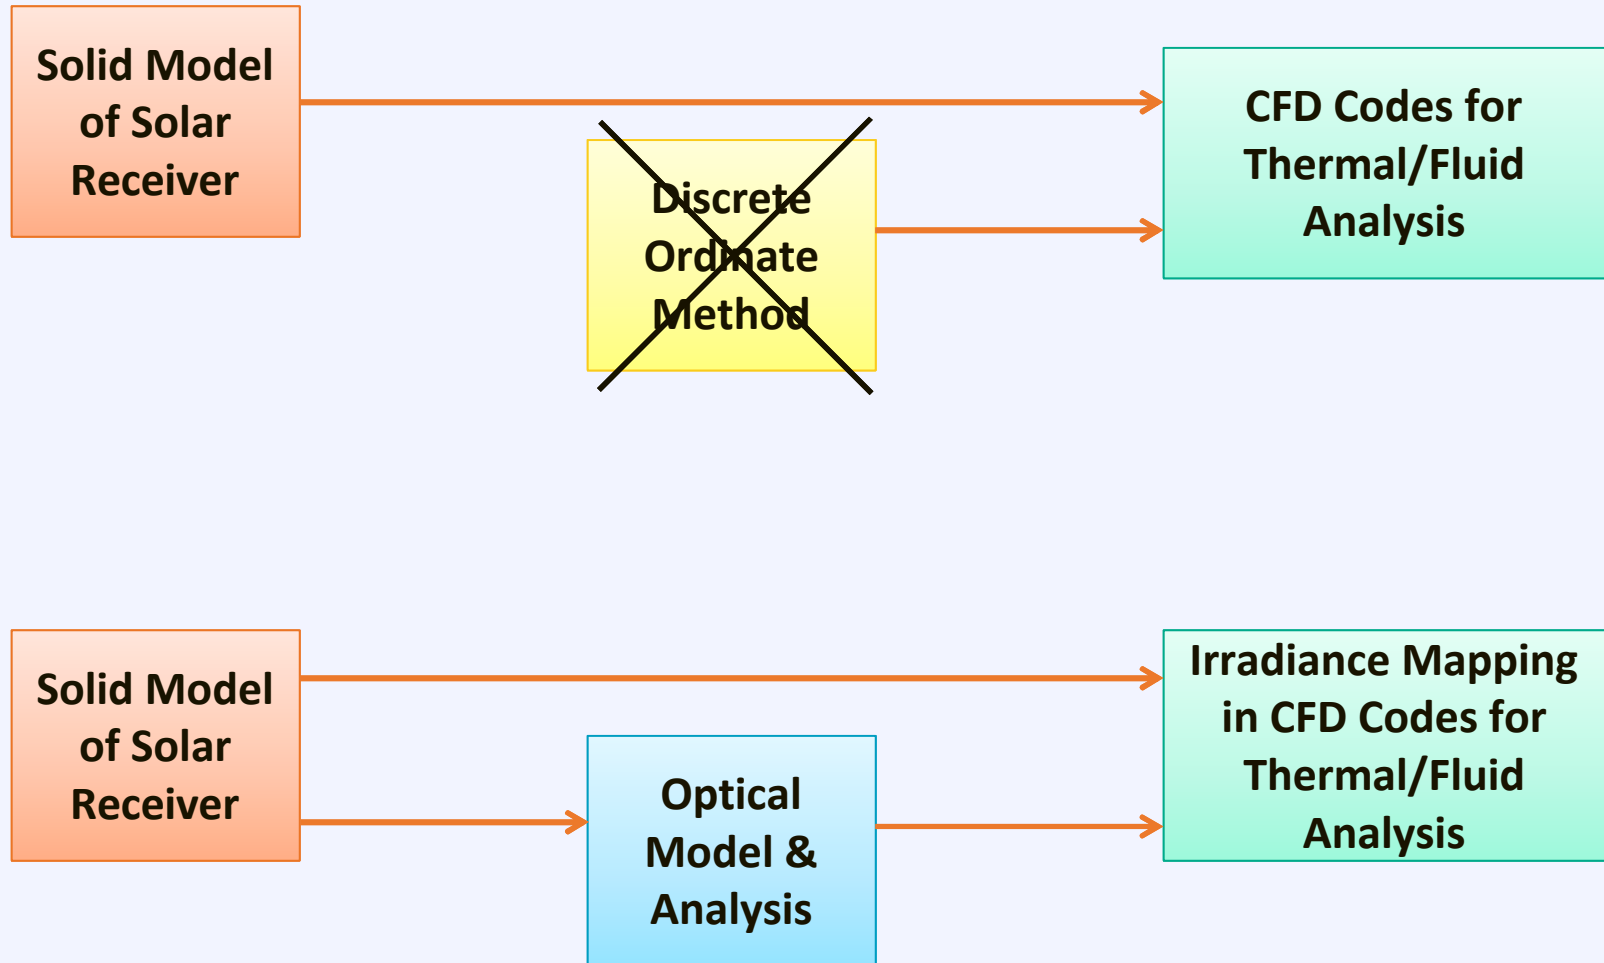 Solid Model
of Solar
Receiver
CFD Codes for
Thermal/Fluid
Analysis
Discrete
Ordinate
Method
Solid Model
of Solar
Receiver
Irradiance Mapping
in CFD Codes for
Thermal/Fluid
Analysis
Optical
Model &
Analysis